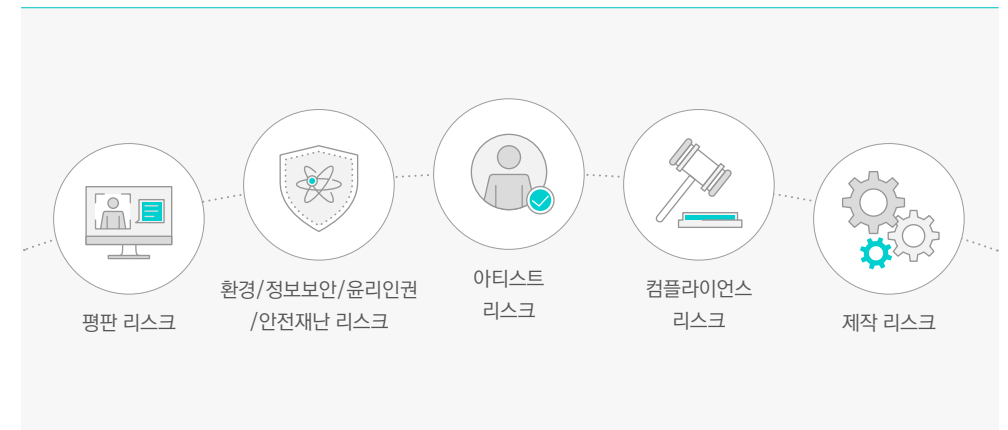 평판 리스크
환경/정보보안/윤리인권
/안전재난 리스크
아티스트
리스크
컴플라이언스
리스크
제작 리스크